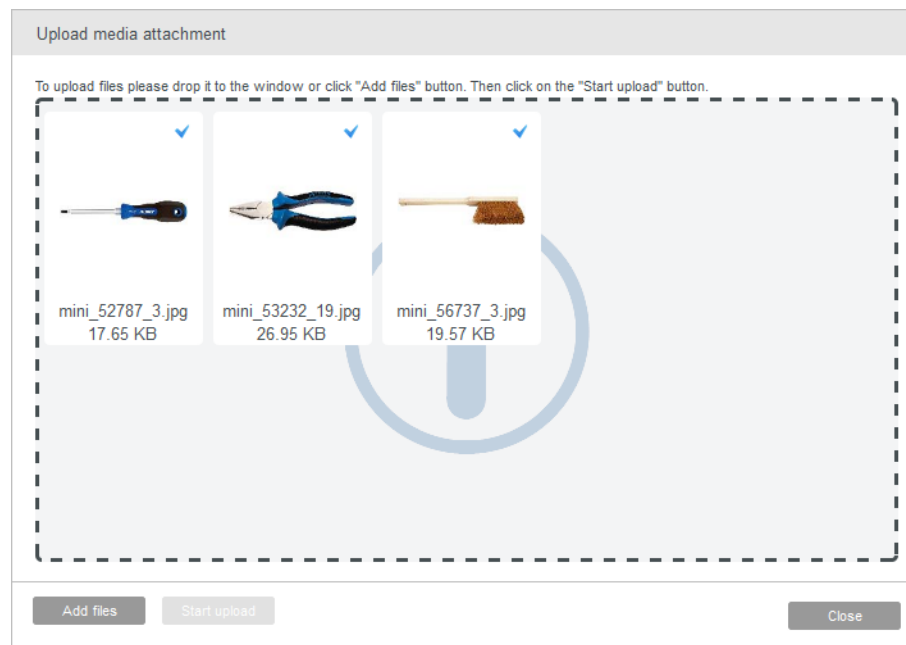 Upload media attachment
To upload files please drop it to the window or click "Add files" button. Then click on the "Start upload" button.
mini_52787_3.jpg
17.65 KB
mini_53232_19.jpg
26.95 KB
mini_56737_3.jpg
19.57 KB
Add files
Start upload
Close